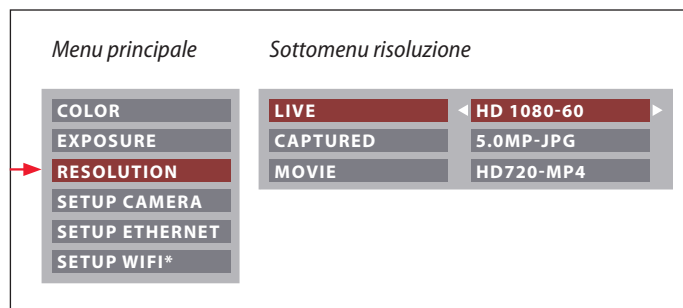 Menu principale
Sottomenu risoluzione
COLOR
EXPOSURE
RESOLUTION
SETUP CAMERA
SETUP ETHERNET
SETUP WIFI*
LIVE HD 1080-60
CAPTURED 5.0MP-JPG
MOVIE HD720-MP4